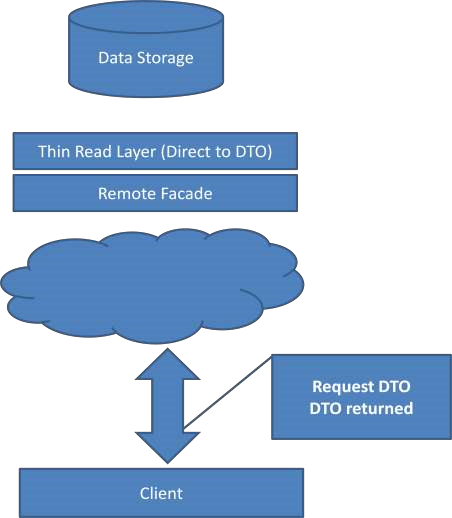 Data Storage
Thin Read Layer (Direct to DTO)
Remote Facade
Request DTO
DTO returned
Client